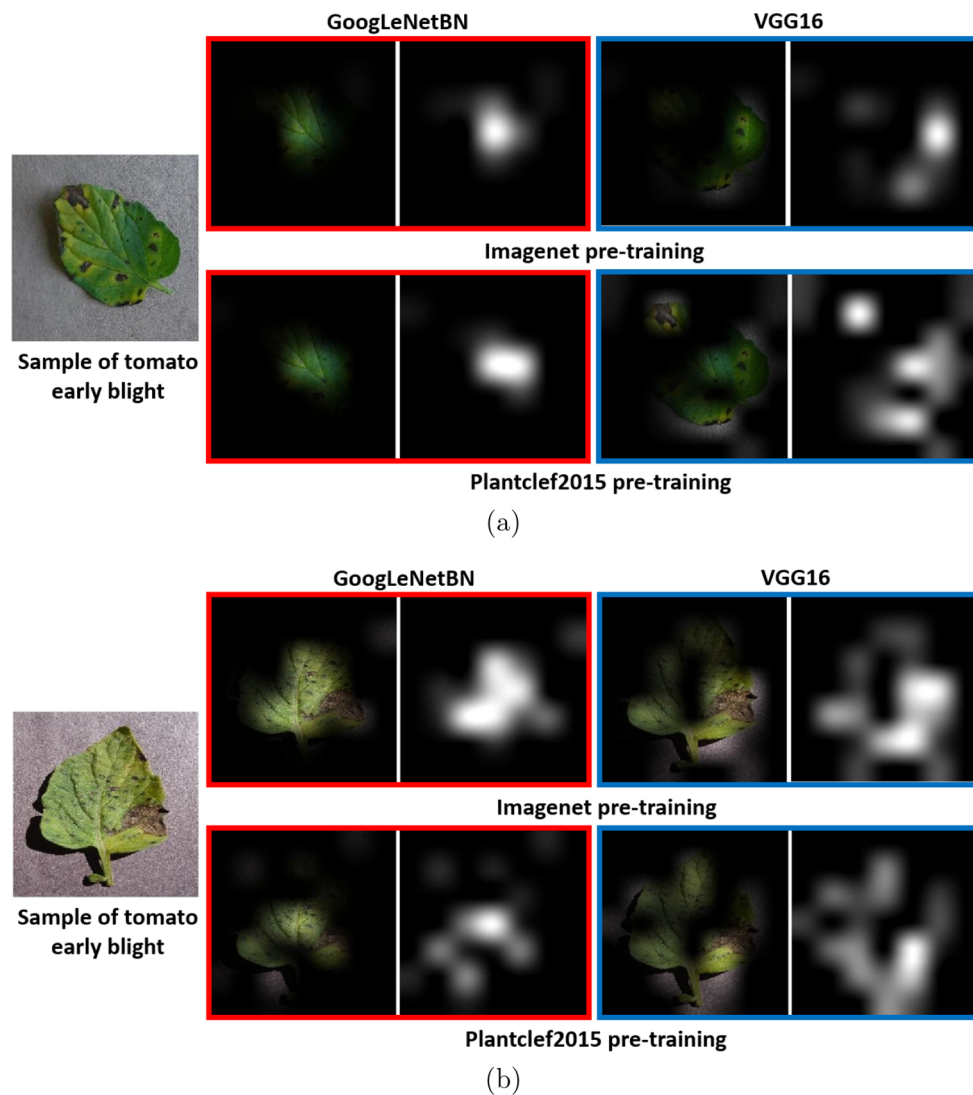 GoogLeNetBN
VGG16
Imagenet pre-training
Sample of tomato
early blight
Plantclef2015 pre-training
(a)
GoogLeNetBN
VGG16
Imagenet pre-training
Sample of tomato
early blight
Plantclef2015 pre-training
(b)